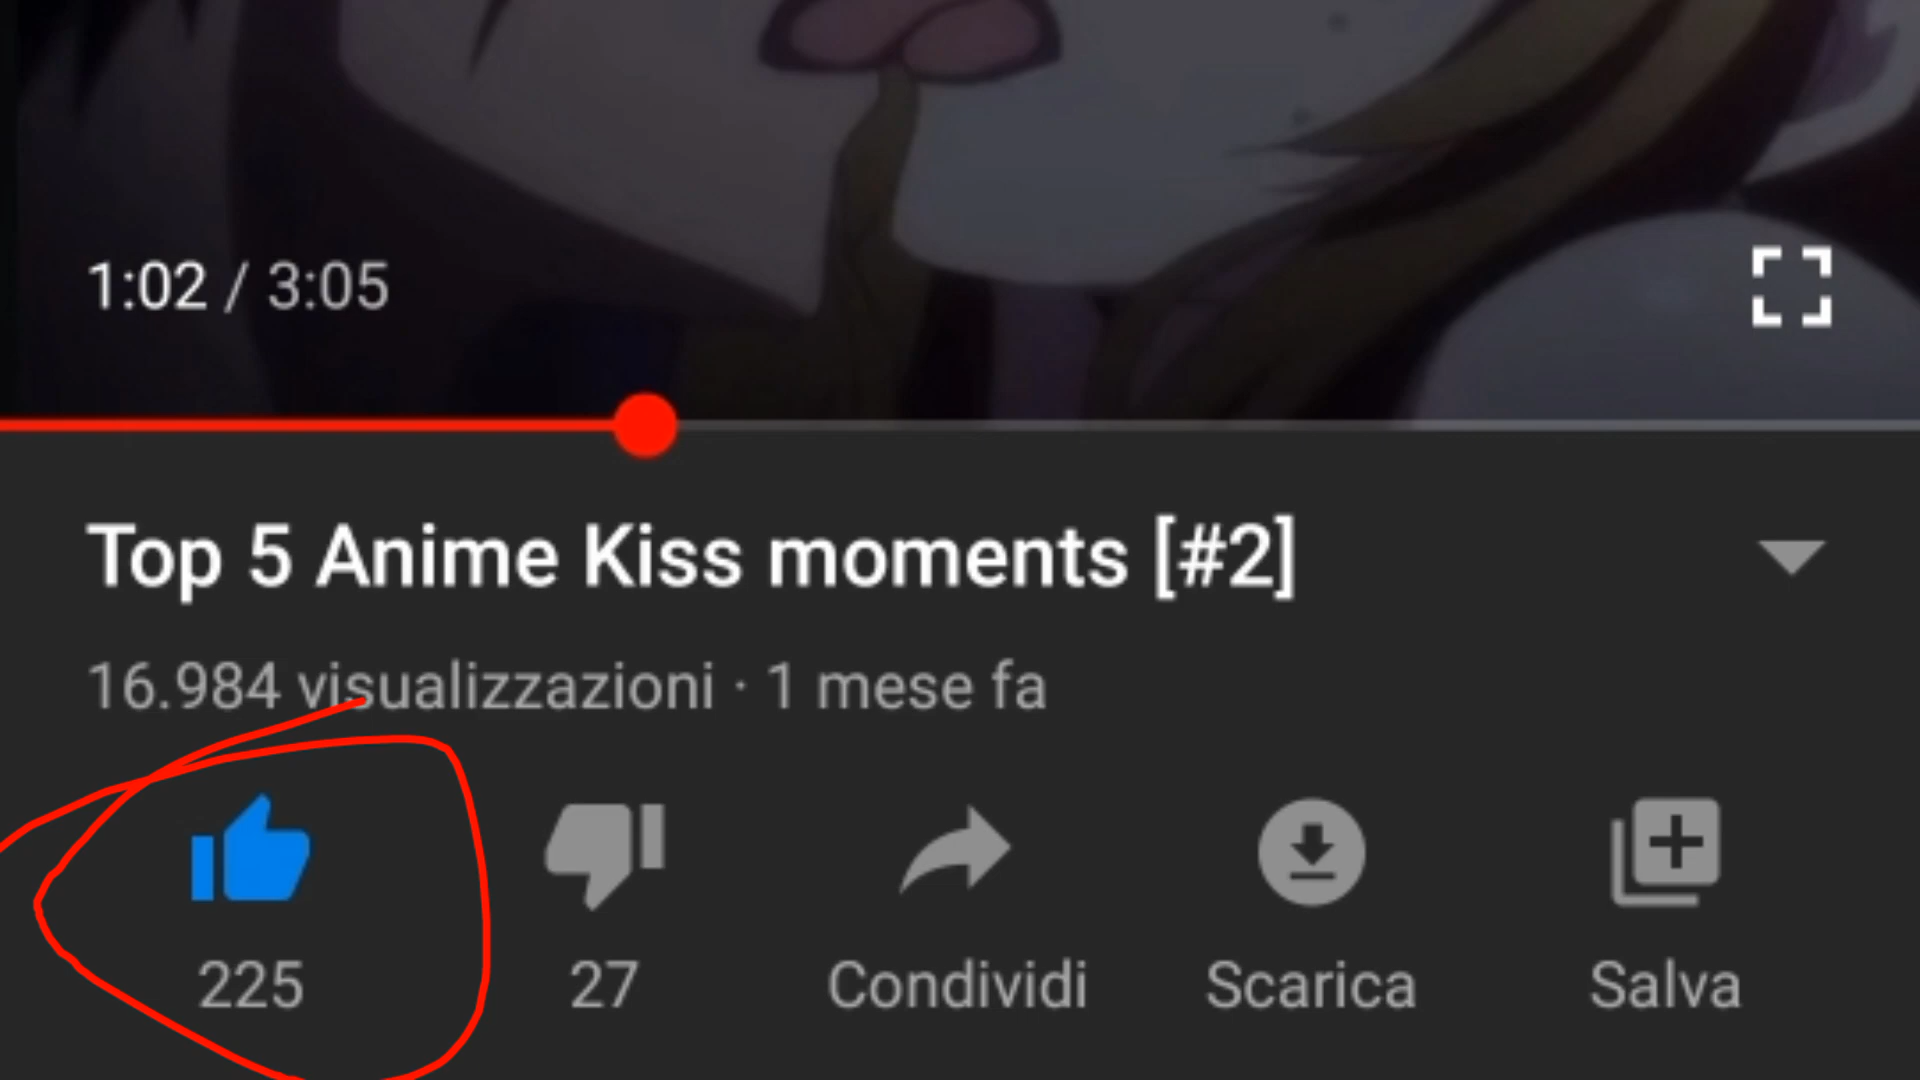 1:02 / 3:05
Top 5 Anime Kiss moments [#2]
16.984 visualizzazioni · 1 mese fa
225
27
Condividi
Scarica
Salva